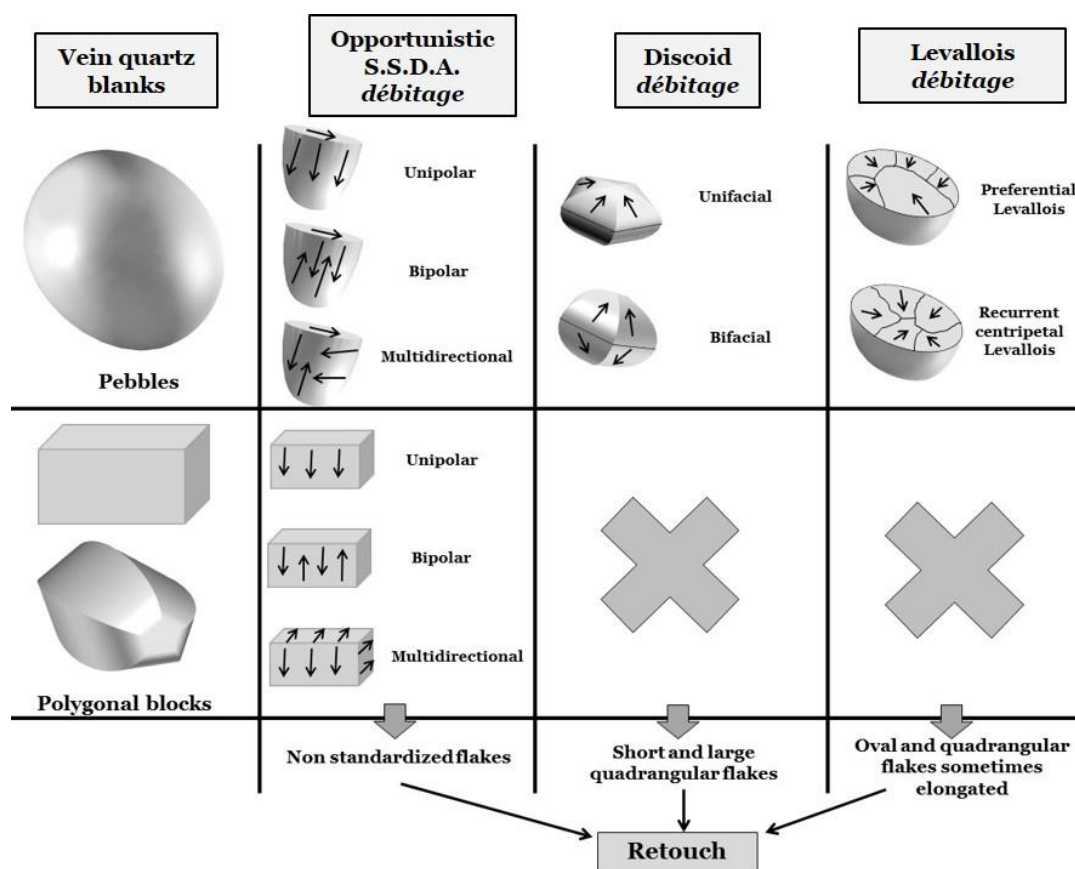 Vein quartz
blanks
Opportunistic
S.S.D.A.
débitage
Discoid
débitage
Levallois
débitage
Pebbles
Unipolar
Bipolar
Multidirectional
Unifacial
Bifacial
Preferential
Levallois
Recurrent
centripetal
Levallois
Polygonal blocks
Unipolar
Bipolar
Multidirectional
Non standardized flakes
Short and large
quadrangular flakes
Oval and quadrangular
flakes sometimes
elongated
Retouch